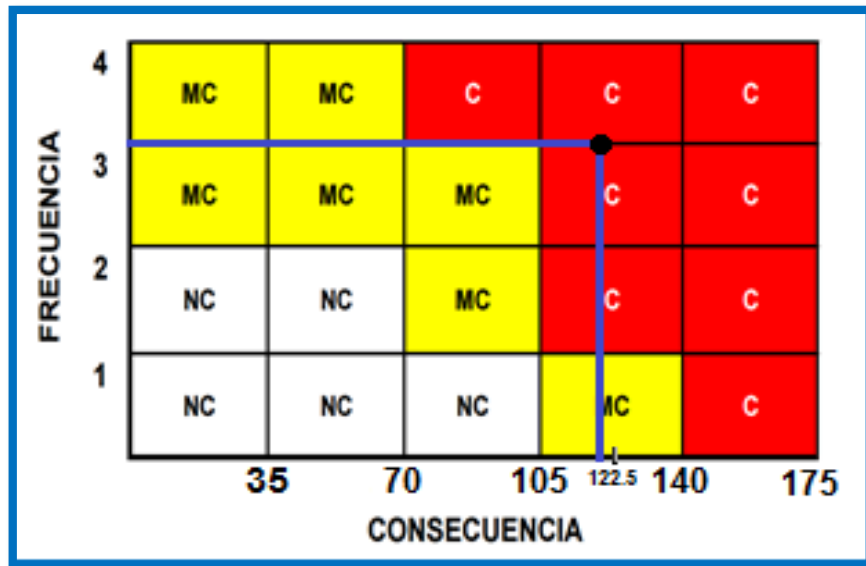 FRECUENCIA
4 MC MC C C C
3 MC MC MC C C
2 NC NC MC C C
1 NC NC NC MC C
35 70 105 122.5 140 175
CONSECUENCIA